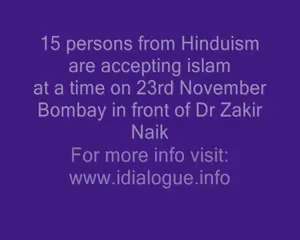 15 persons from Hinduism
are accepting islam
at a time on 23rd November
Bombay in front of Dr Zakir
Naik
For more info visit:
www.idialogue.info